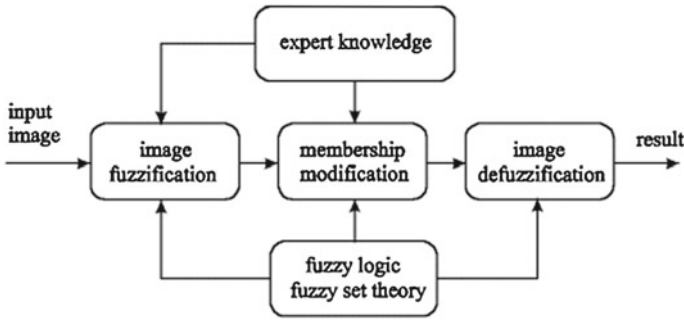 expert knowledge
input
image
image
fuzzification
membership
modification
image
defuzzification
result
fuzzy logic
fuzzy set theory